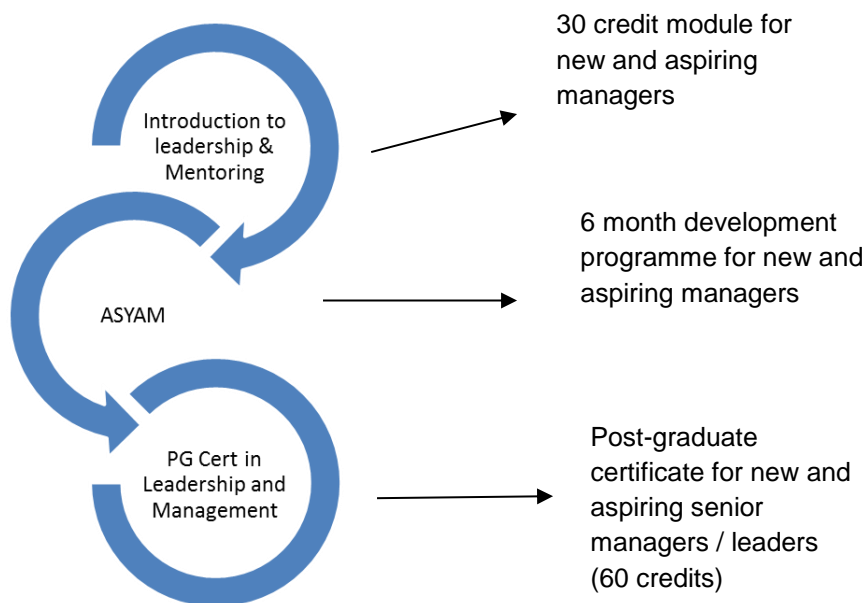 Introduction to
leadership &
Mentoring
30 credit module for
new and aspiring
managers
ASYAM
6 month development
programme for new and
aspiring managers
PG Cert in
Leadership and
Management
Post-graduate
certificate for new and
aspiring senior
managers / leaders
(60 credits)